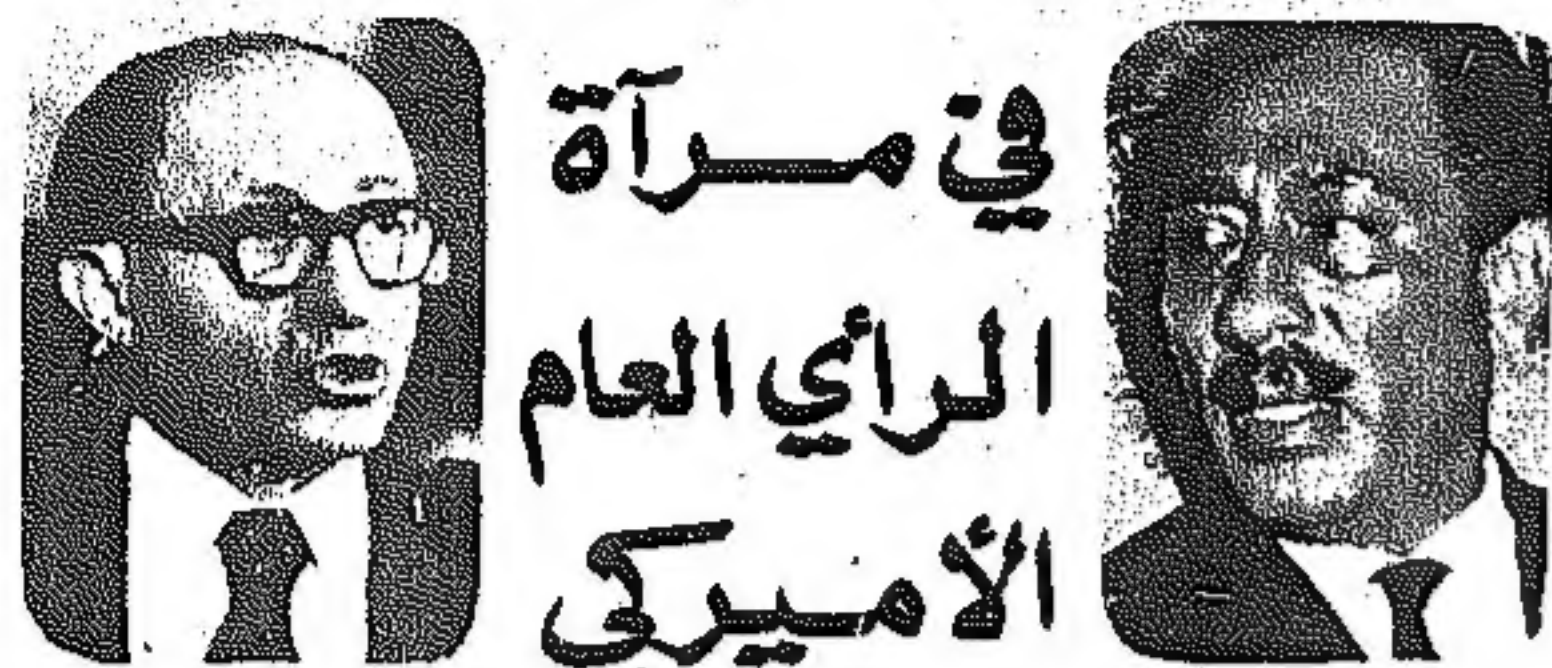 في مرآة
الرأي العام
الأميركي